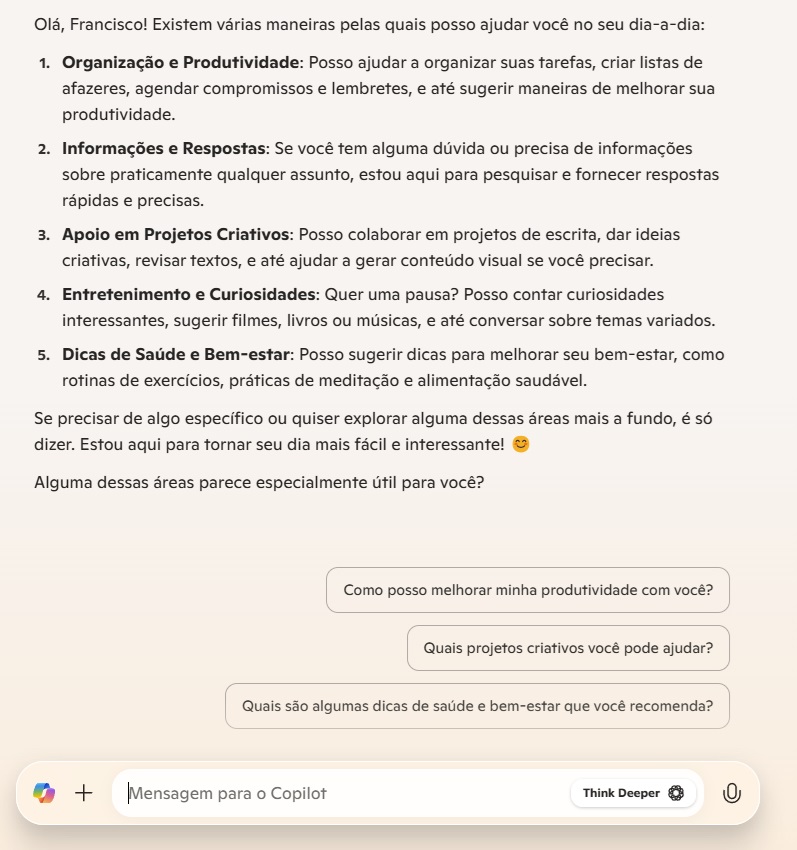 Olá, Francisco! Existem várias maneiras pelas quais posso ajudar você no seu dia-a-dia:
1. Organização e Produtividade: Posso ajudar a organizar suas tarefas, criar listas de
afazeres, agendar compromissos e lembretes, e até sugerir maneiras de melhorar sua
produtividade.
2. Informações e Respostas: Se você tem alguma dúvida ou precisa de informações
sobre praticamente qualquer assunto, estou aqui para pesquisar e fornecer respostas
rápidas e precisas.
3. Apoio em Projetos Criativos: Posso colaborar em projetos de escrita, dar ideias
criativas, revisar textos, e até ajudar a gerar conteúdo visual se você precisar.
4. Entretenimento e Curiosidades: Quer uma pausa? Posso contar curiosidades
interessantes, sugerir filmes, livros ou músicas, e até conversar sobre temas variados.
5. Dicas de Saúde e Bem-estar: Posso sugerir dicas para melhorar seu bem-estar, como
rotinas de exercícios, práticas de meditação e alimentação saudável.
Se precisar de algo específico ou quiser explorar alguma dessas áreas mais a fundo, é só
dizer. Estou aqui para tornar seu dia mais fácil e interessante! 😊
Alguma dessas áreas parece especialmente útil para você?
Como posso melhorar minha produtividade com você?
Quais projetos criativos você pode ajudar?
Quais são algumas dicas de saúde e bem-estar que você recomenda?
Mensagem para o Copilot
Think Deeper